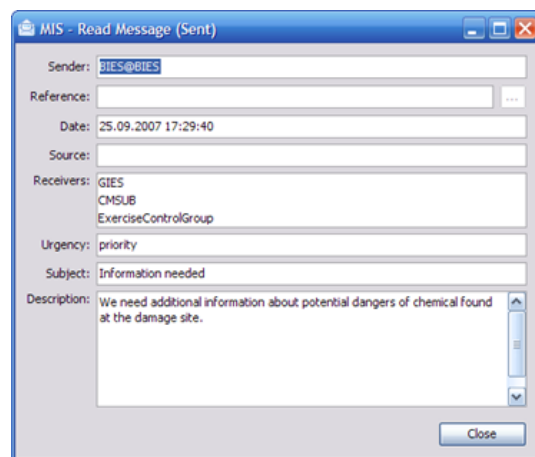 MIS - Read Message (Sent)
Sender: BIES@BIES
Reference:
...
Date: 25.09.2007 17:29:40
Source:
Receivers: GIES
CMSUB
ExerciseControlGroup
Urgency: priority
Subject: Information needed
Description: We need additional information about potential dangers of chemical found
at the damage site.
Close